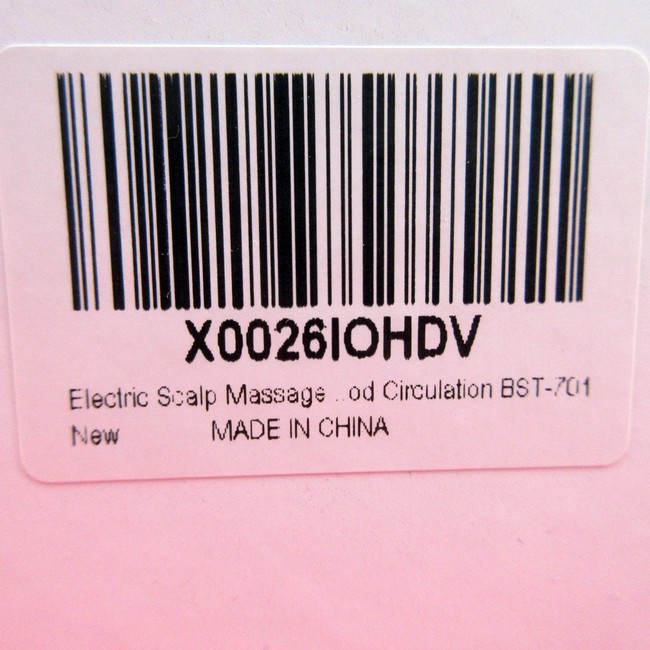 X0026IOHDV
Electric Scalp Massage ...od Circulation BST-701
New MADE IN CHINA